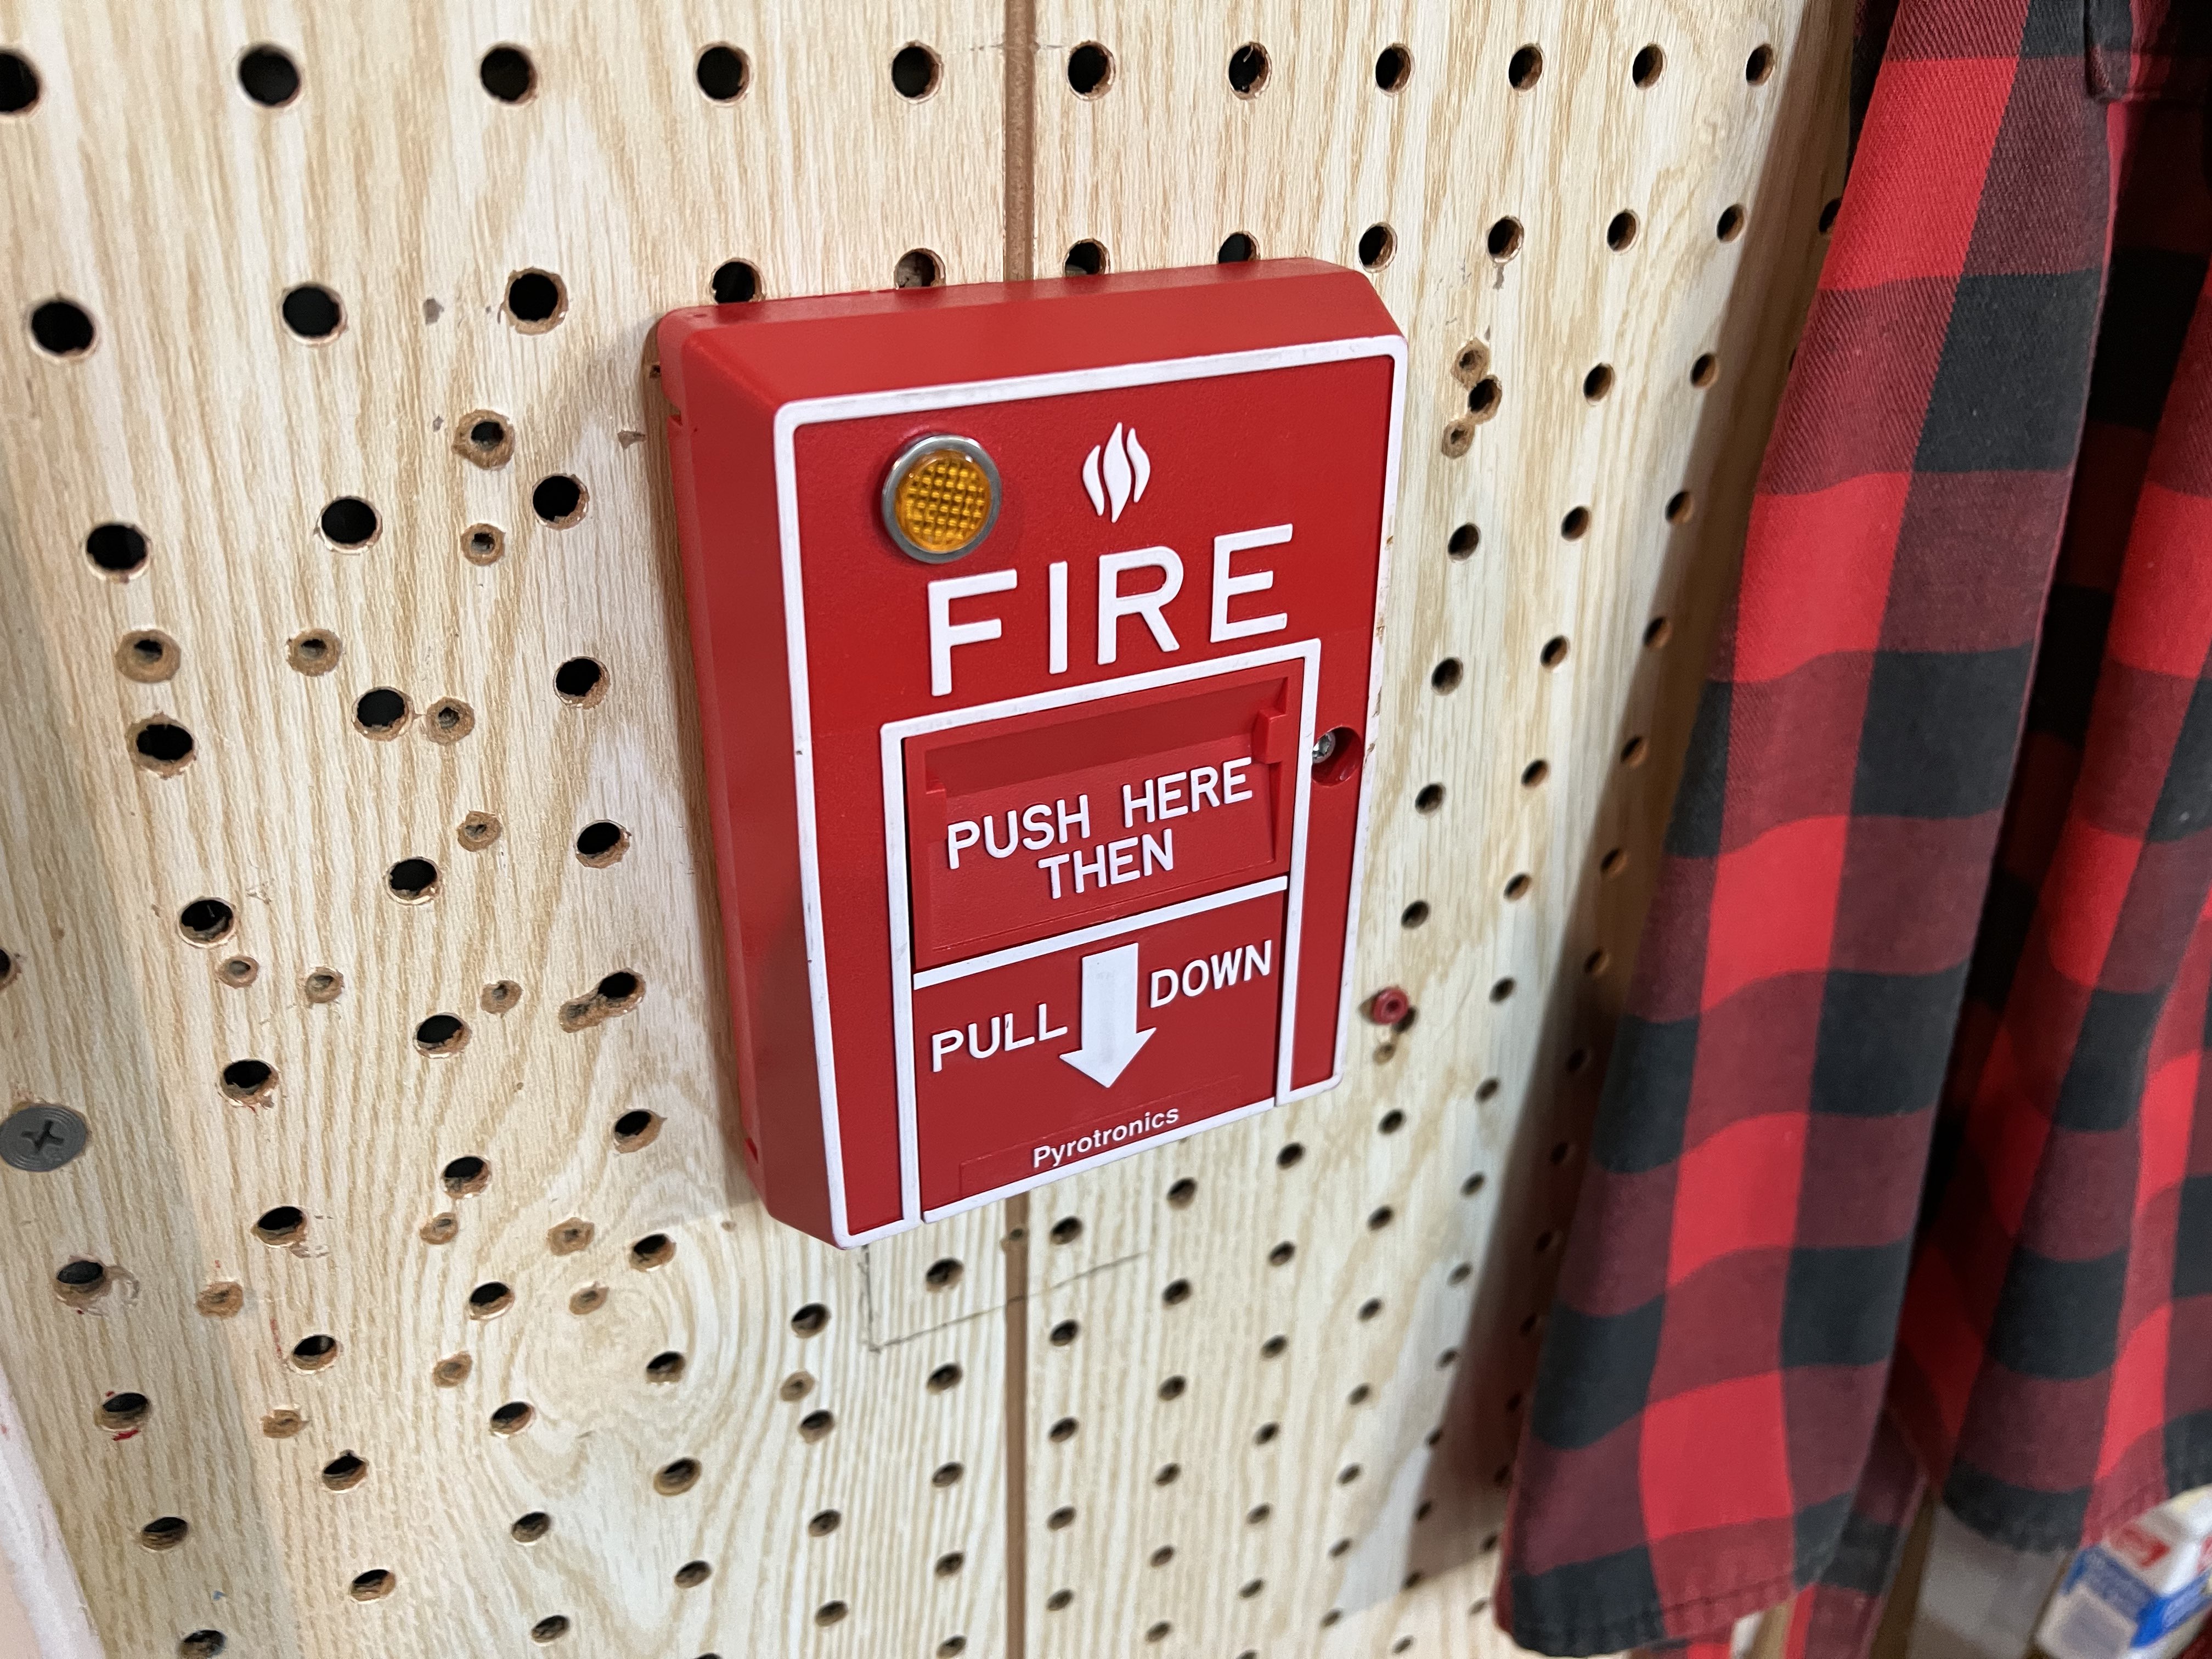 FIRE
PUSH HERE
THEN
PULL DOWN
Pyrotronics